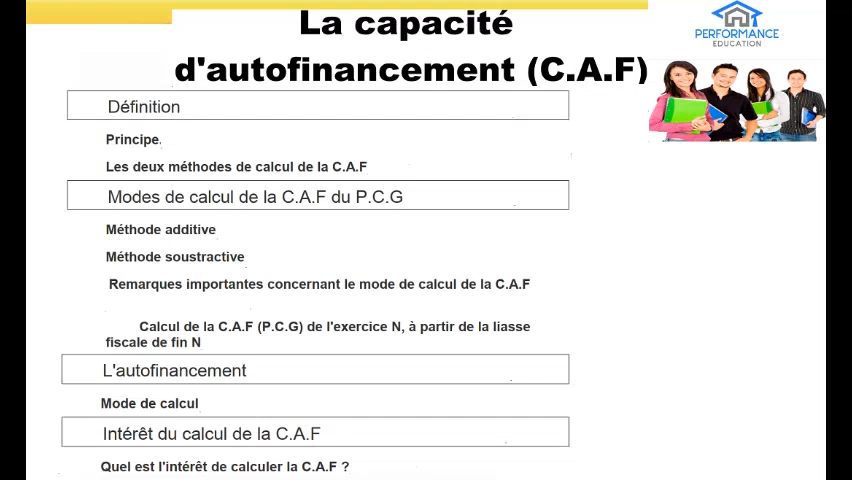 La capacité
d'autofinancement (C.A.F)
PERFORMANCE
EDUCATION
Définition
Principe.
Les deux méthodes de calcul de la C.A.F
Modes de calcul de la C.A.F du P.C.G
Méthode additive
Méthode soustractive
Remarques importantes concernant le mode de calcul de la C.A.F
Calcul de la C.A.F (P.C.G) de l'exercice N, à partir de la liasse
fiscale de fin N
L'autofinancement
Mode de calcul
Intérêt du calcul de la C.A.F
Quel est l'intérêt de calculer la C.A.F ?